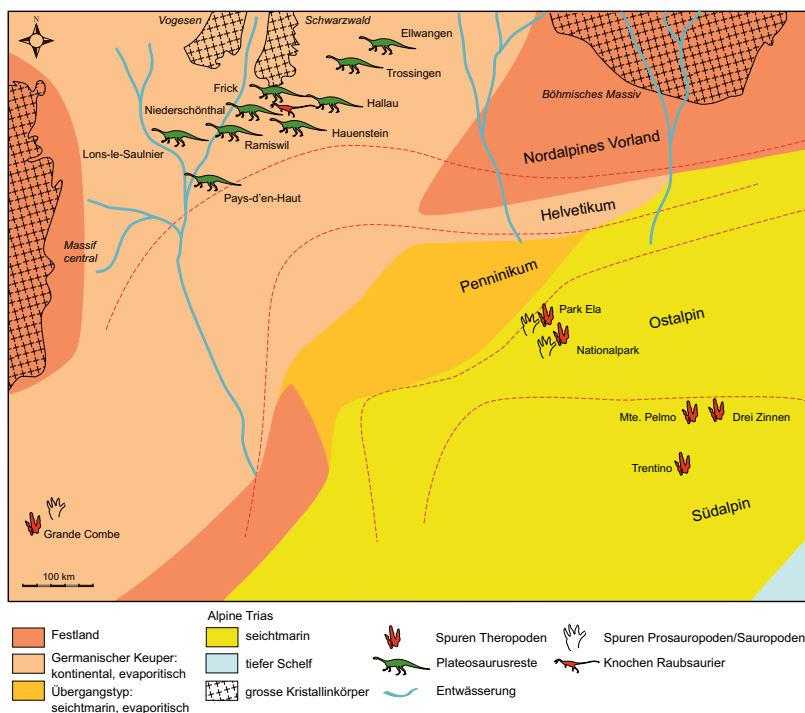 Vogesen
Schwarzwald
N
Ellwangen
Trossingen
Frick
Niederschönthal
Hallau
Böhmisches Massiv
Hauenstein
Ramiswil
Lons-le-Saulnier
Nordalpines Vorland
Pays-d'en-Haut
Helvetikum
Massif
central
Penninikum
Park Ela
Ostalpin
Nationalpark
Mte. Pelmo
Drei Zinnen
Trentino
Südalpin
Grande Combe
100 km
Alpine Trias
Festland
seichtmarin
Spuren Theropoden
Spuren Prosauropoden/Sauropoden
Germanischer Keuper:
kontinental, evaporitisch
tiefer Schelf
Plateosaurusreste
Knochen Raubsaurier
Übergangstyp:
seichtmarin, evaporitisch
grosse Kristallinkörper
Entwässerung